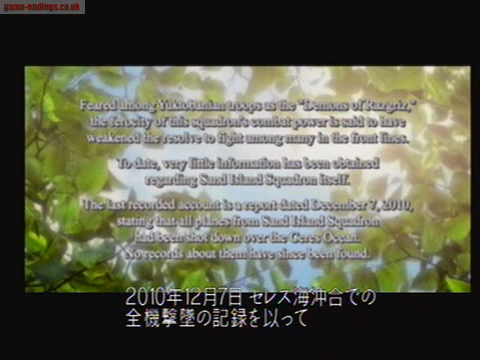 game-endings.co.uk
Feared among Yuktobanian troops as the "Demons of Razgriz,"
the ferocity of this squadron's combat power is said to have
weakened the resolve to fight among many in the front lines.
To date, very little information has been obtained
regarding Sand Island Squadron itself.
The last recorded account is a report dated December 7, 2010,
stating that all planes from Sand Island Squadron
had been shot down over the Ceres Ocean.
No records about them have since been found.
2010年12月7日 セレス海沖合での
全機撃墜の記録を以って